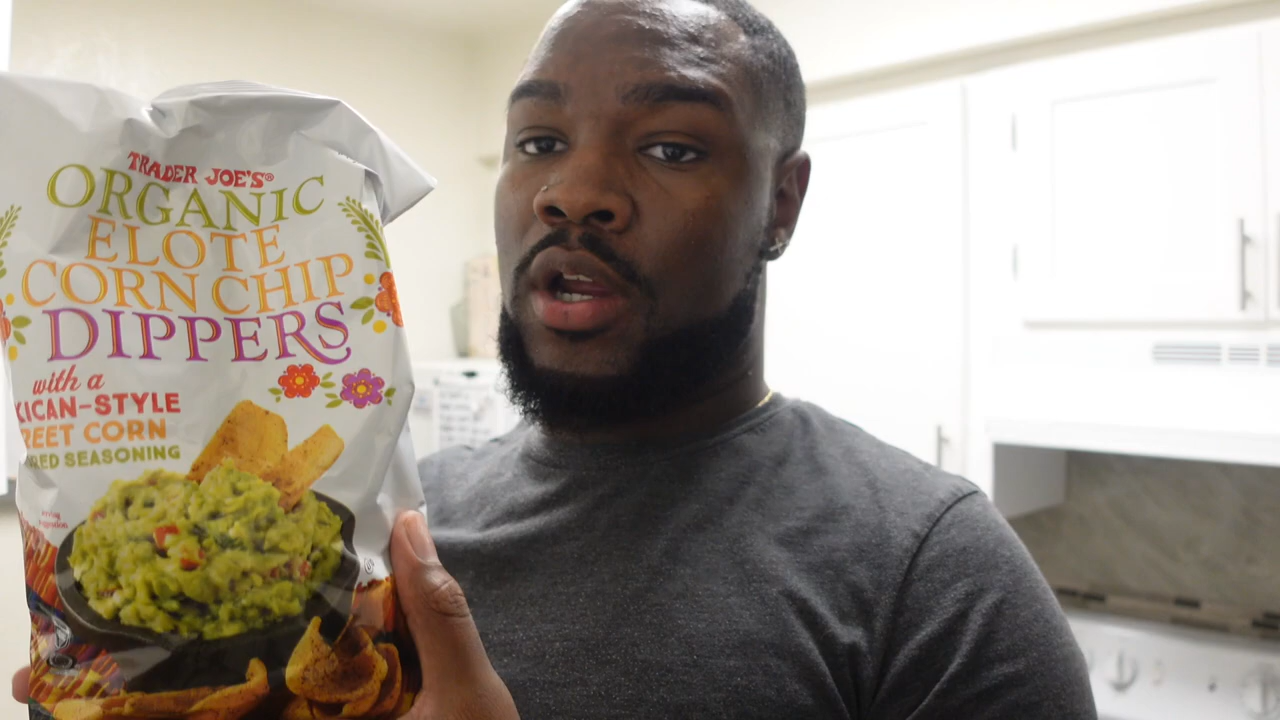 TRADER JOE'S®
ORGANIC
ELOTE
CORN CHIP
DIPPERS
with a
XICAN-STYLE
REET CORN
RED SEASONING